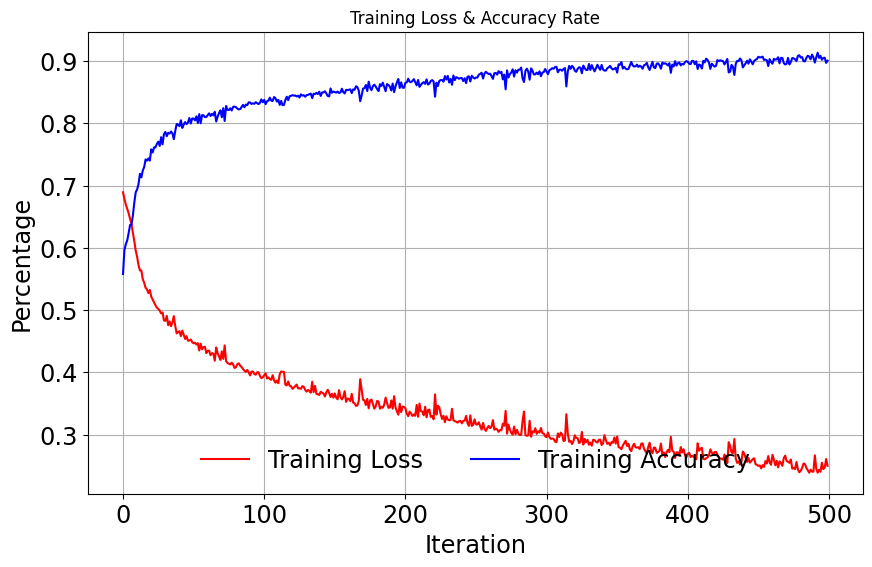 Training Loss & Accuracy Rate
0.9
0.8
0.7
0.6
0.5
0.4
0.3
Percentage
Training Loss Training Accuracy
0 100 200 300 400 500
Iteration